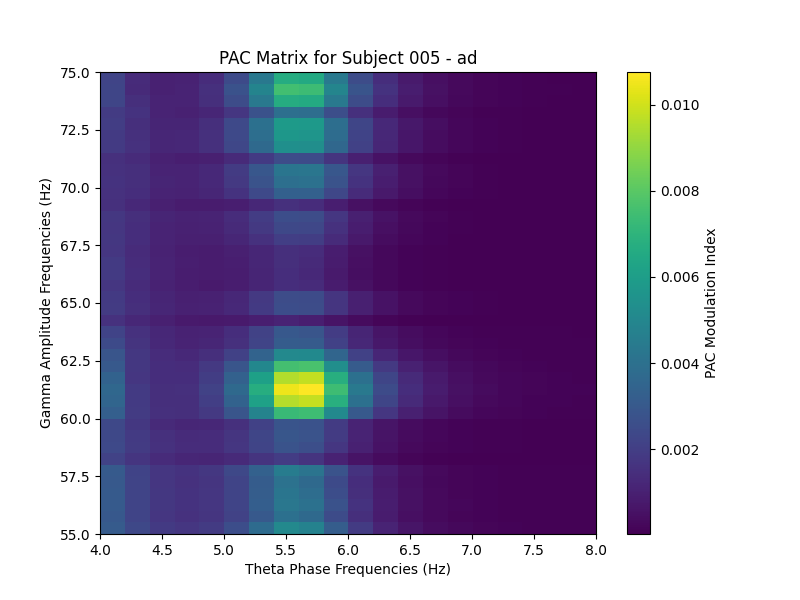 PAC Matrix for Subject 005 - ad
75.0
72.5
70.0
67.5
65.0
62.5
60.0
57.5
55.0
Gamma Amplitude Frequencies (Hz)
4.0 4.5 5.0 5.5 6.0 6.5 7.0 7.5 8.0
Theta Phase Frequencies (Hz)
0.010
0.008
0.006
0.004
0.002
PAC Modulation Index